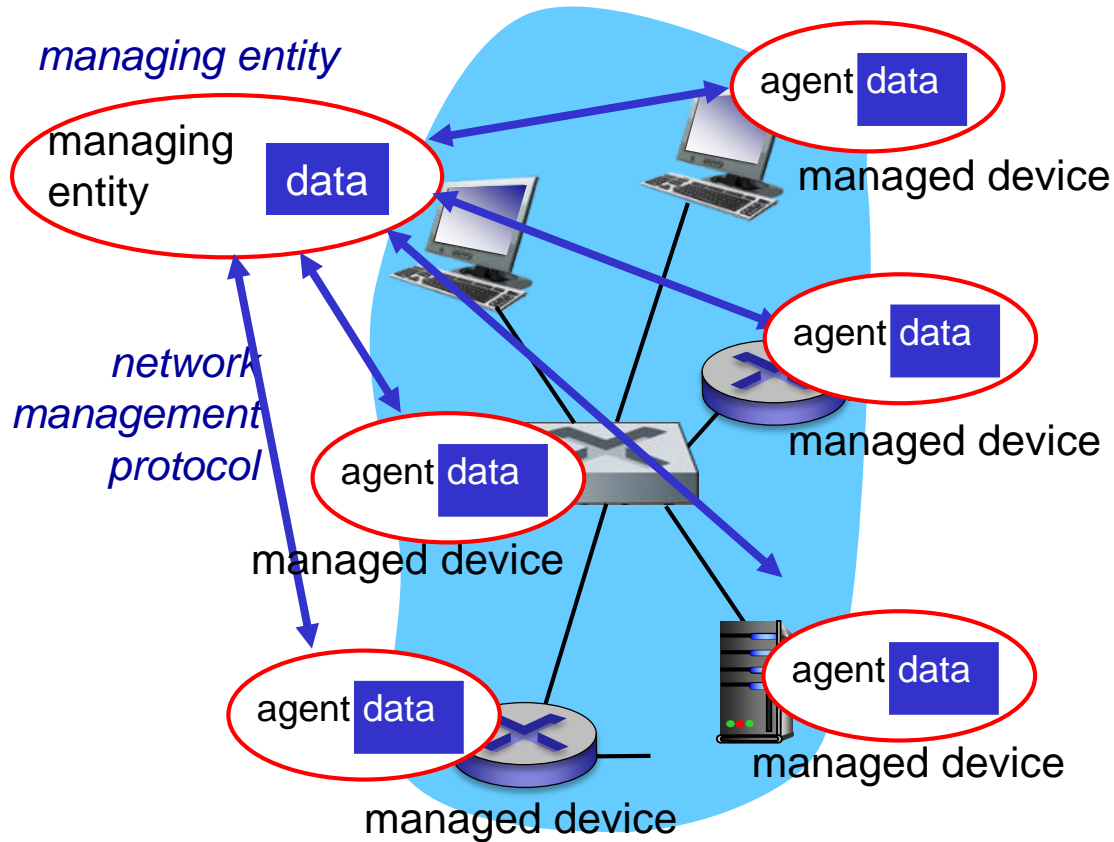 managing entity
managing
entity
data
agent data
managed device
agent data
managed device
network
management
protocol
agent data
managed device
agent data
managed device
agent data
managed device